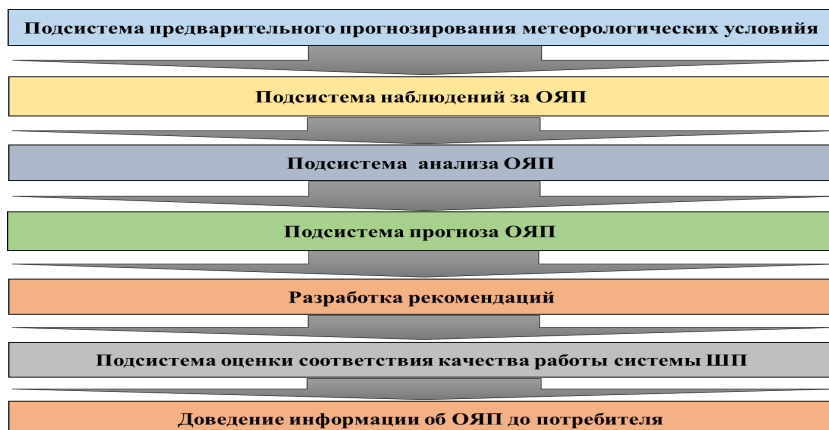 Подсистема предварительного прогнозирования метеорологических условийя
Подсистема наблюдений за ОЯП
Подсистема анализа ОЯП
Подсистема прогноза ОЯП
Разработка рекомендаций
Подсистема оценки соответствия качества работы системы ШП
Доведение информации об ОЯП до потребителя